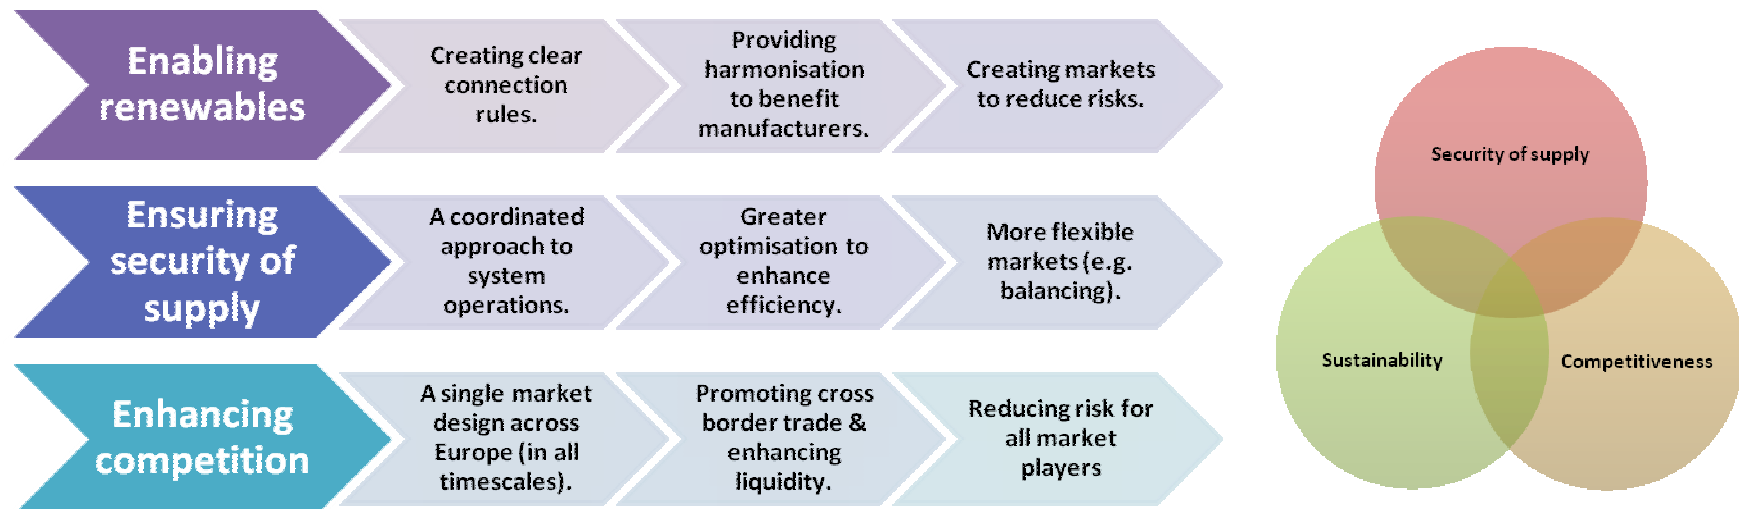 Enabling
renewables
Creating clear
connection
rules.
Providing
harmonisation
to benefit
manufacturers.
Creating markets
to reduce risks.
Ensuring
security of
supply
A coordinated
approach to
system
operations.
Greater
optimisation to
enhance
efficiency.
More flexible
markets (e.g.
balancing).
Enhancing
competition
A single market
design across
Europe (in all
timescales).
Promoting cross
border trade &
enhancing
liquidity.
Reducing risk for
all market
players
Security of supply
Sustainability
Competitiveness